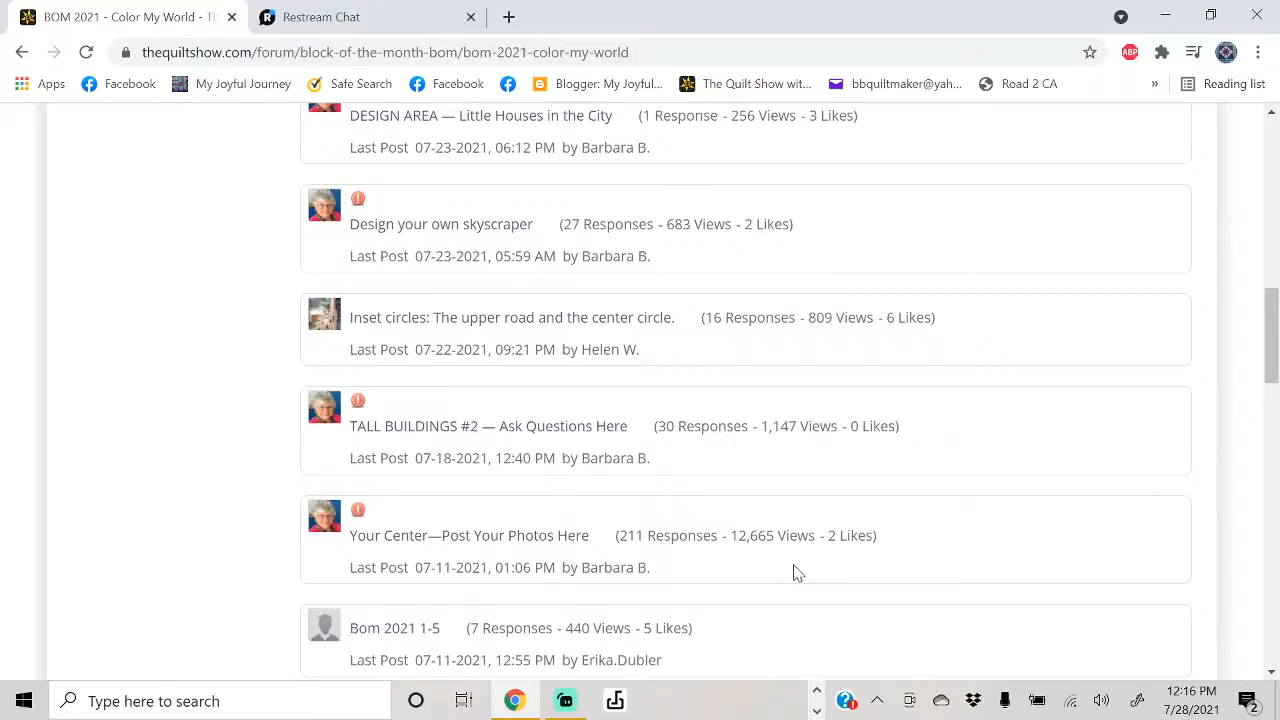 BOM 2021 - Color My World - Th
Restream Chat
thequiltshow.com/forum/block-of-the-month-bom/bom-2021-color-my-world
ABP
Apps
Facebook
My Joyful Journey
Safe Search
Facebook
Blogger: My Joyful...
The Quilt Show wit...
bbquiltmaker@yah...
Road 2 CA
»
Reading list
DESIGN AREA — Little Houses in the City (1 Response - 256 Views - 3 Likes)
Last Post 07-23-2021, 06:12 PM by Barbara B.
Design your own skyscraper (27 Responses - 683 Views - 2 Likes)
Last Post 07-23-2021, 05:59 AM by Barbara B.
Inset circles: The upper road and the center circle. (16 Responses - 809 Views - 6 Likes)
Last Post 07-22-2021, 09:21 PM by Helen W.
TALL BUILDINGS #2 — Ask Questions Here (30 Responses - 1,147 Views - 0 Likes)
Last Post 07-18-2021, 12:40 PM by Barbara B.
Your Center—Post Your Photos Here (211 Responses - 12,665 Views - 2 Likes)
Last Post 07-11-2021, 01:06 PM by Barbara B.
Bom 2021 1-5 (7 Responses - 440 Views - 5 Likes)
Last Post 07-11-2021, 12:55 PM by Erika.Dubler
Type here to search
12:16 PM
7/28/2021
2